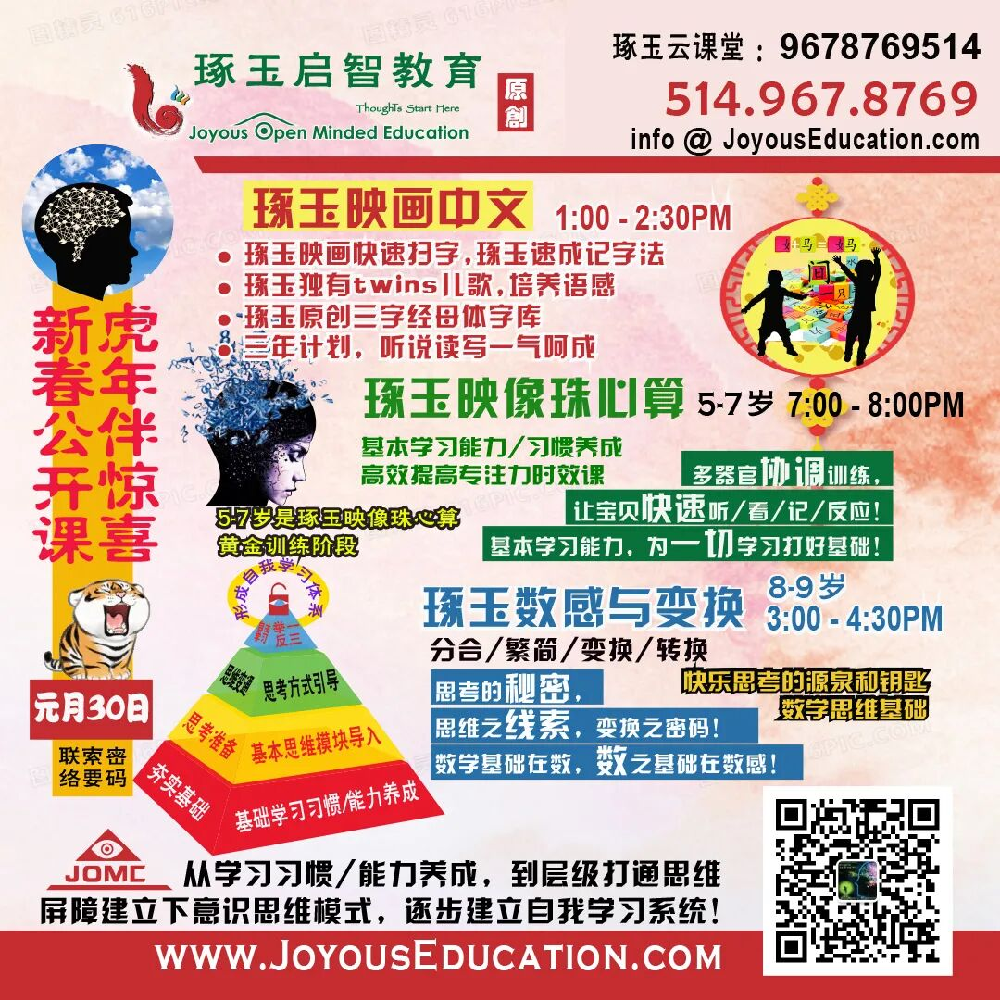 琢玉启智教育
原創
Thoughts Start Here
Joyous Open Minded Education
琢玉云课堂：9678769514
514.967.8769
info @ JoyousEducation.com
琢玉映画中文 1:00 - 2:30PM
• 琢玉映画快速扫字,琢玉速成记字法
• 琢玉独有twins儿歌,培养语感
• 琢玉原创三字经母体字库
• 三年计划，听说读写一气呵成
虎年伴惊喜
新春公开课
元月30日
联索密
络要码
女+马=妈
间
只
琢玉映像珠心算 5-7岁 7:00 - 8:00PM
基本学习能力/习惯养成
高效提高专注力时效课
多器官协调训练，
让宝贝快速听/看/记/反应！
基本学习能力，为一切学习打好基础！
5-7岁是琢玉映像珠心算
黄金训练阶段
琢玉数感与变换 8-9岁
3:00 - 4:30PM
分合/繁简/变换/转换
思考的秘密，
思维之线索，变换之密码！
数学基础在数，数之基础在数感！
快乐思考的源泉和钥匙
数学思维基础
形成自我学习体系
举一
反三
思维变通 思考方式引导
思考准备 基本思维模块导入
夯实基础 基础学习习惯/能力养成
JOMC
从学习习惯/能力养成，到层级打通思维
屏障建立下意识思维模式，逐步建立自我学习系统！
WWW.JOYOUSEDUCATION.COM